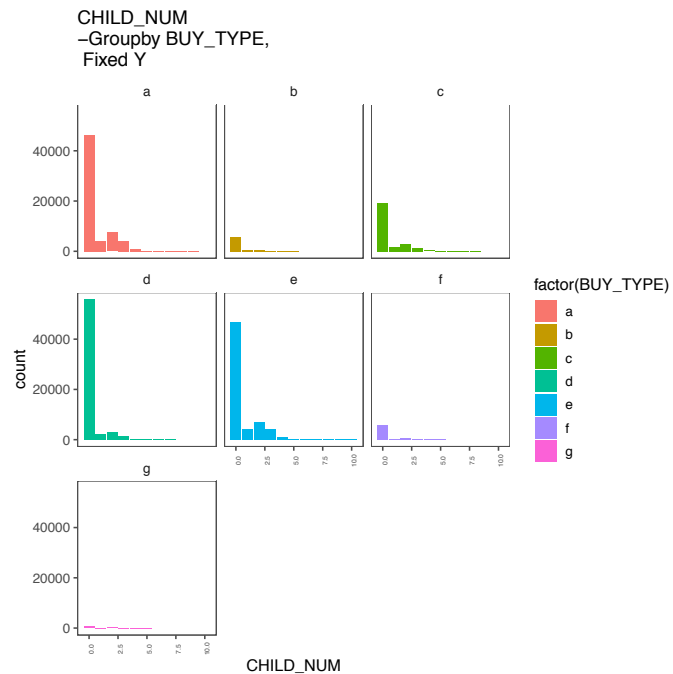 CHILD_NUM
−Groupby BUY_TYPE,
Fixed Y
a
b
c
40000
20000
0
d
e
f
40000
20000
0
0.0 2.5 5.0 7.5 10.0
0.0 2.5 5.0 7.5 10.0
g
40000
20000
0
0.0 2.5 5.0 7.5 10.0
count
CHILD_NUM
factor(BUY_TYPE)
a
b
c
d
e
f
g